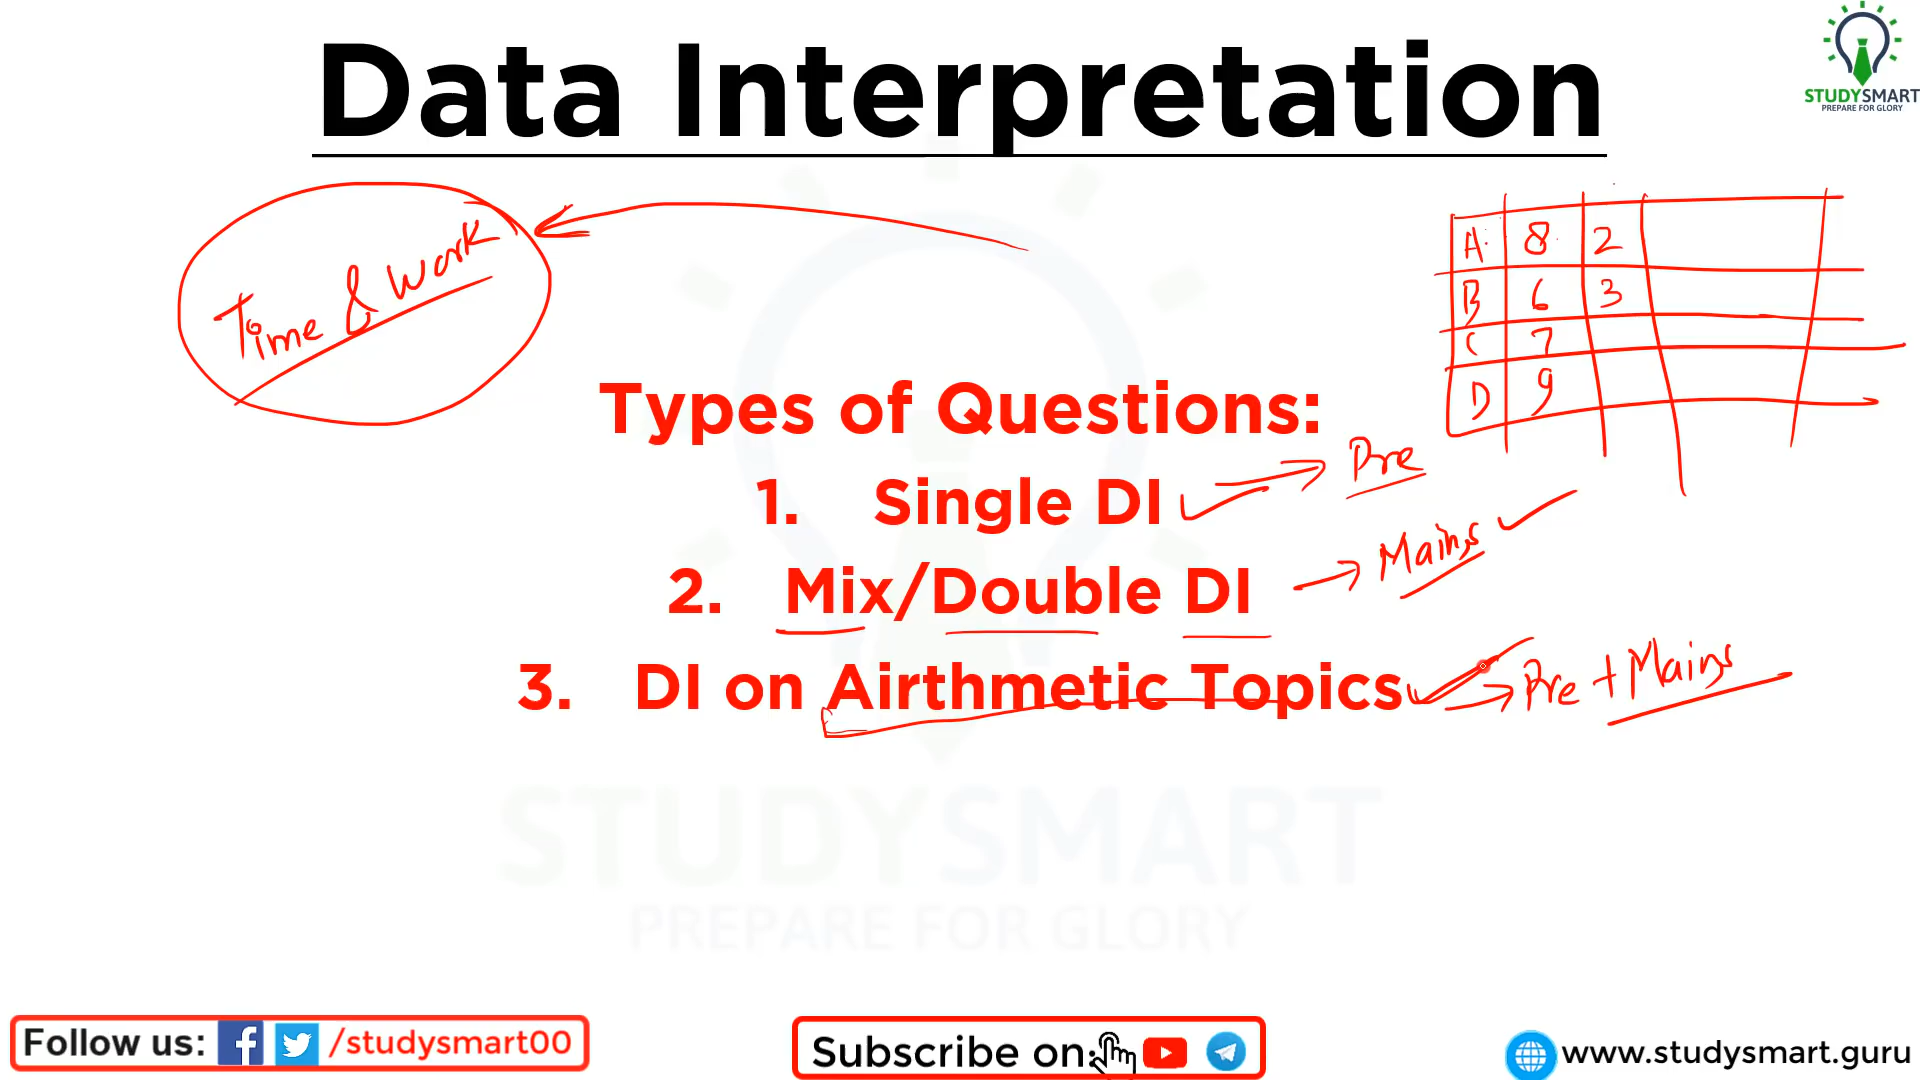 Data Interpretation
STUDYSMART
PREPARE FOR GLORY
Time & Work
A 8 2
B 6 3
C 7
D 9
Types of Questions:
1. Single DI → Pre
2. Mix/Double DI → Mains
3. DI on Airthmetic Topics → Pre + Mains
STUDYSMART
PREPARE FOR GLORY
Follow us: /studysmart00
Subscribe on:
www.studysmart.guru